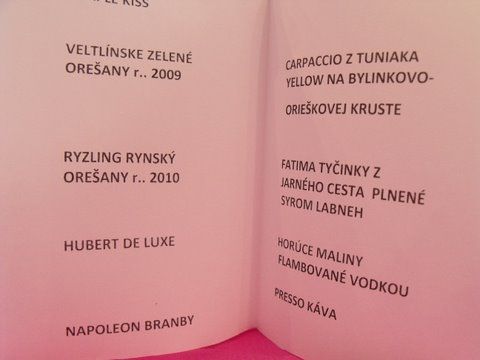 KISS
VELTLÍNSKE ZELENÉ
OREŠANY r.. 2009
RYZLING RYNSKÝ
OREŠANY r.. 2010
HUBERT DE LUXE
NAPOLEON BRANBY
CARPACCIO Z TUNIAKA
YELLOW NA BYLINKOVO-
ORIEŠKOVEJ KRUSTE
FATIMA TYČINKY Z
JARNÉHO CESTA PLNENÉ
SYROM LABNEH
HORÚCE MALINY
FLAMBOVANÉ VODKOU
PRESSO KÁVA